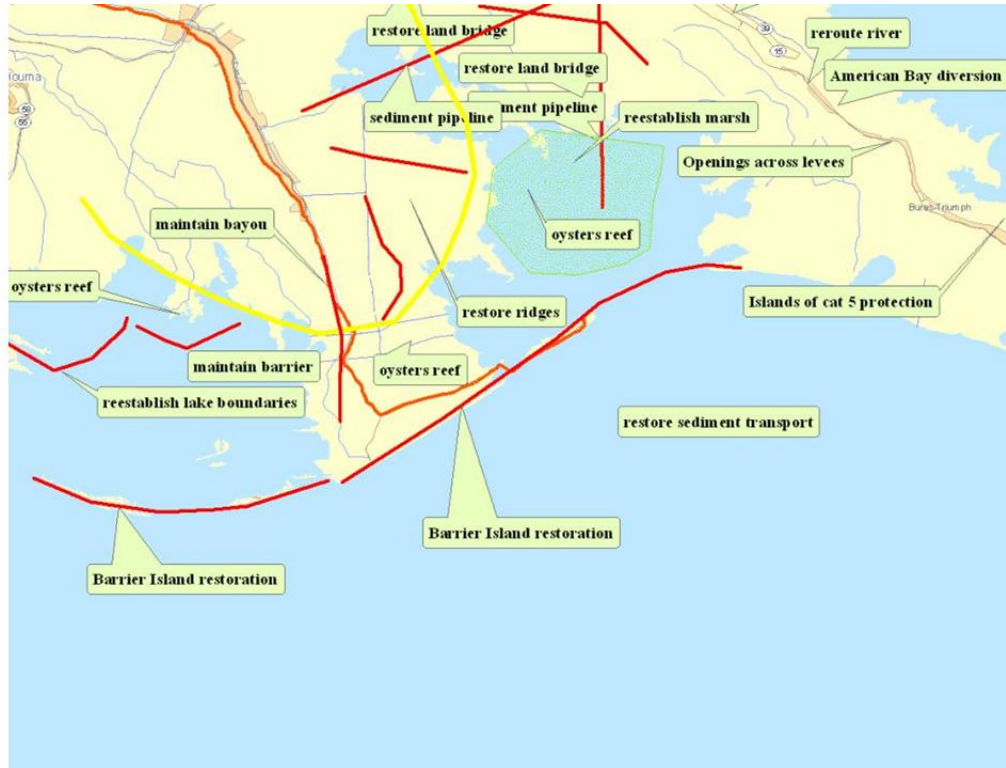 restore land bridge
reroute river
39
15
restore land bridge
American Bay diversion
sediment pipeline
ment pipeline
reestablish marsh
Openings across levees
maintain bayou
oysters reef
oysters reef
restore ridges
Islands of cat 5 protection
maintain barrier
oysters reef
reestablish lake boundaries
restore sediment transport
Barrier Island restoration
Barrier Island restoration